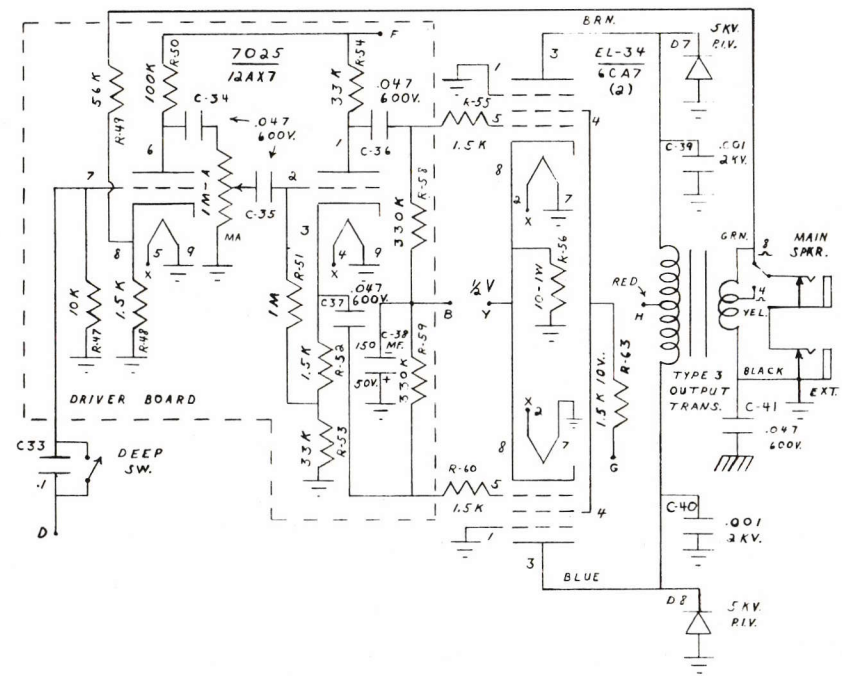 BRN.
D7
5KV.
P.I.V.
F
7025
12AX7
EL-34
6CA7
(2)
56K
R-49
100K
R-50
33K
R-54
C-34
.047
600V.
.047
600V.
C-36
R-55
1.5K
5
1
3
4
C-39
.001
2KV.
6
1
7
2
1M-A
MA
C-35
R-58
330K
8
2
7
X
GRN.
8
Ω
MAIN
SPKR.
3
8
X
5
9
X
4
9
R-51
1M
R-56
10-1W
RED
H
4
Ω
YEL.
10K
R-47
1.5K
R-48
C37
.047
600V.
B
½V
Y
C-38
MF.
150
50V.
+
R-59
330K
1.5K
R-52
1.5K 10W.
R-63
TYPE 3
OUTPUT
TRANS.
BLACK
EXT.
DRIVER BOARD
X
2
7
8
C-41
.047
600V.
C33
.1
DEEP
SW.
33K
R-53
G
R-60
5
1.5K
4
1
3
C-40
.001
2KV.
D
BLUE
D8
5KV.
P.I.V.